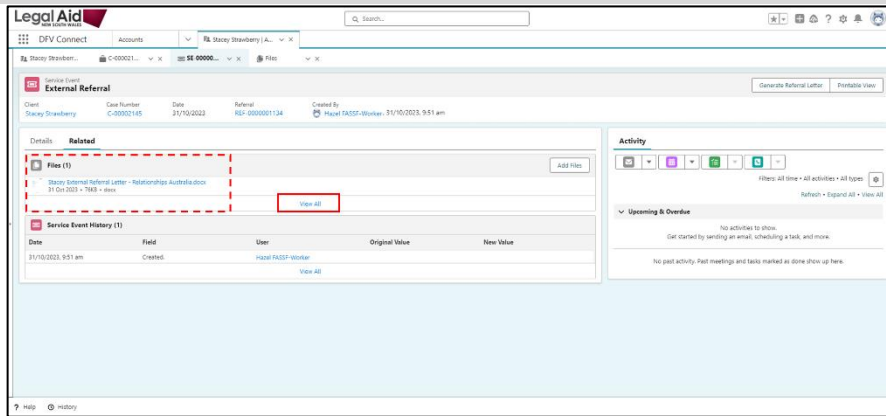 Legal Aid
NEW SOUTH WALES
Search...
DFV Connect
Accounts
Stacey Strawberry | A...
Stacey Strawberr...
C-000021...
SE-00000...
Files
Service Event
External Referral
Generate Referral Letter
Printable View
Client
Case Number
Date
Referral
Created By
Stacey Strawberry
C-00002145
31/10/2023
REF-0000001134
Hazel FASSF-Worker, 31/10/2023, 9:51 am
Details
Related
Files (1)
Add Files
Stacey External Referral Letter - Relationships Australia.docx
31 Oct 2023 • 76KB • docx
View All
Service Event History (1)
Date
Field
User
Original Value
New Value
31/10/2023, 9:51 am
Created.
Hazel FASSF-Worker
View All
Activity
Filters: All time • All activities • All types
Refresh • Expand All • View All
Upcoming & Overdue
No activities to show.
Get started by sending an email, scheduling a task, and more.
No past activity. Past meetings and tasks marked as done show up here.
? Help
History